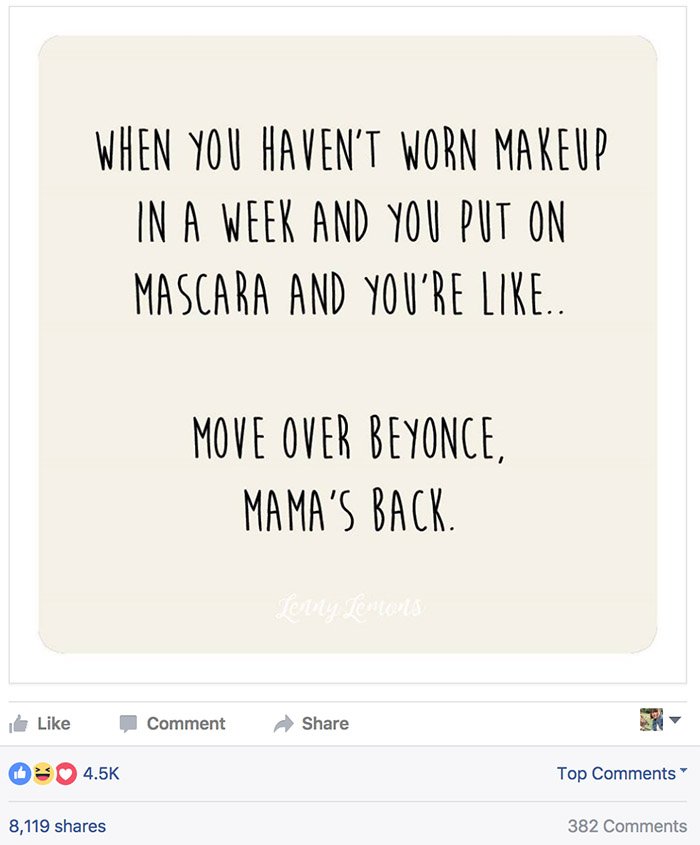 WHEN YOU HAVEN'T WORN MAKEUP
IN A WEEK AND YOU PUT ON
MASCARA AND YOU'RE LIKE..
MOVE OVER BEYONCE,
MAMA'S BACK.
Lenny Lemons
Like Comment Share
4.5K Top Comments
8,119 shares 382 Comments